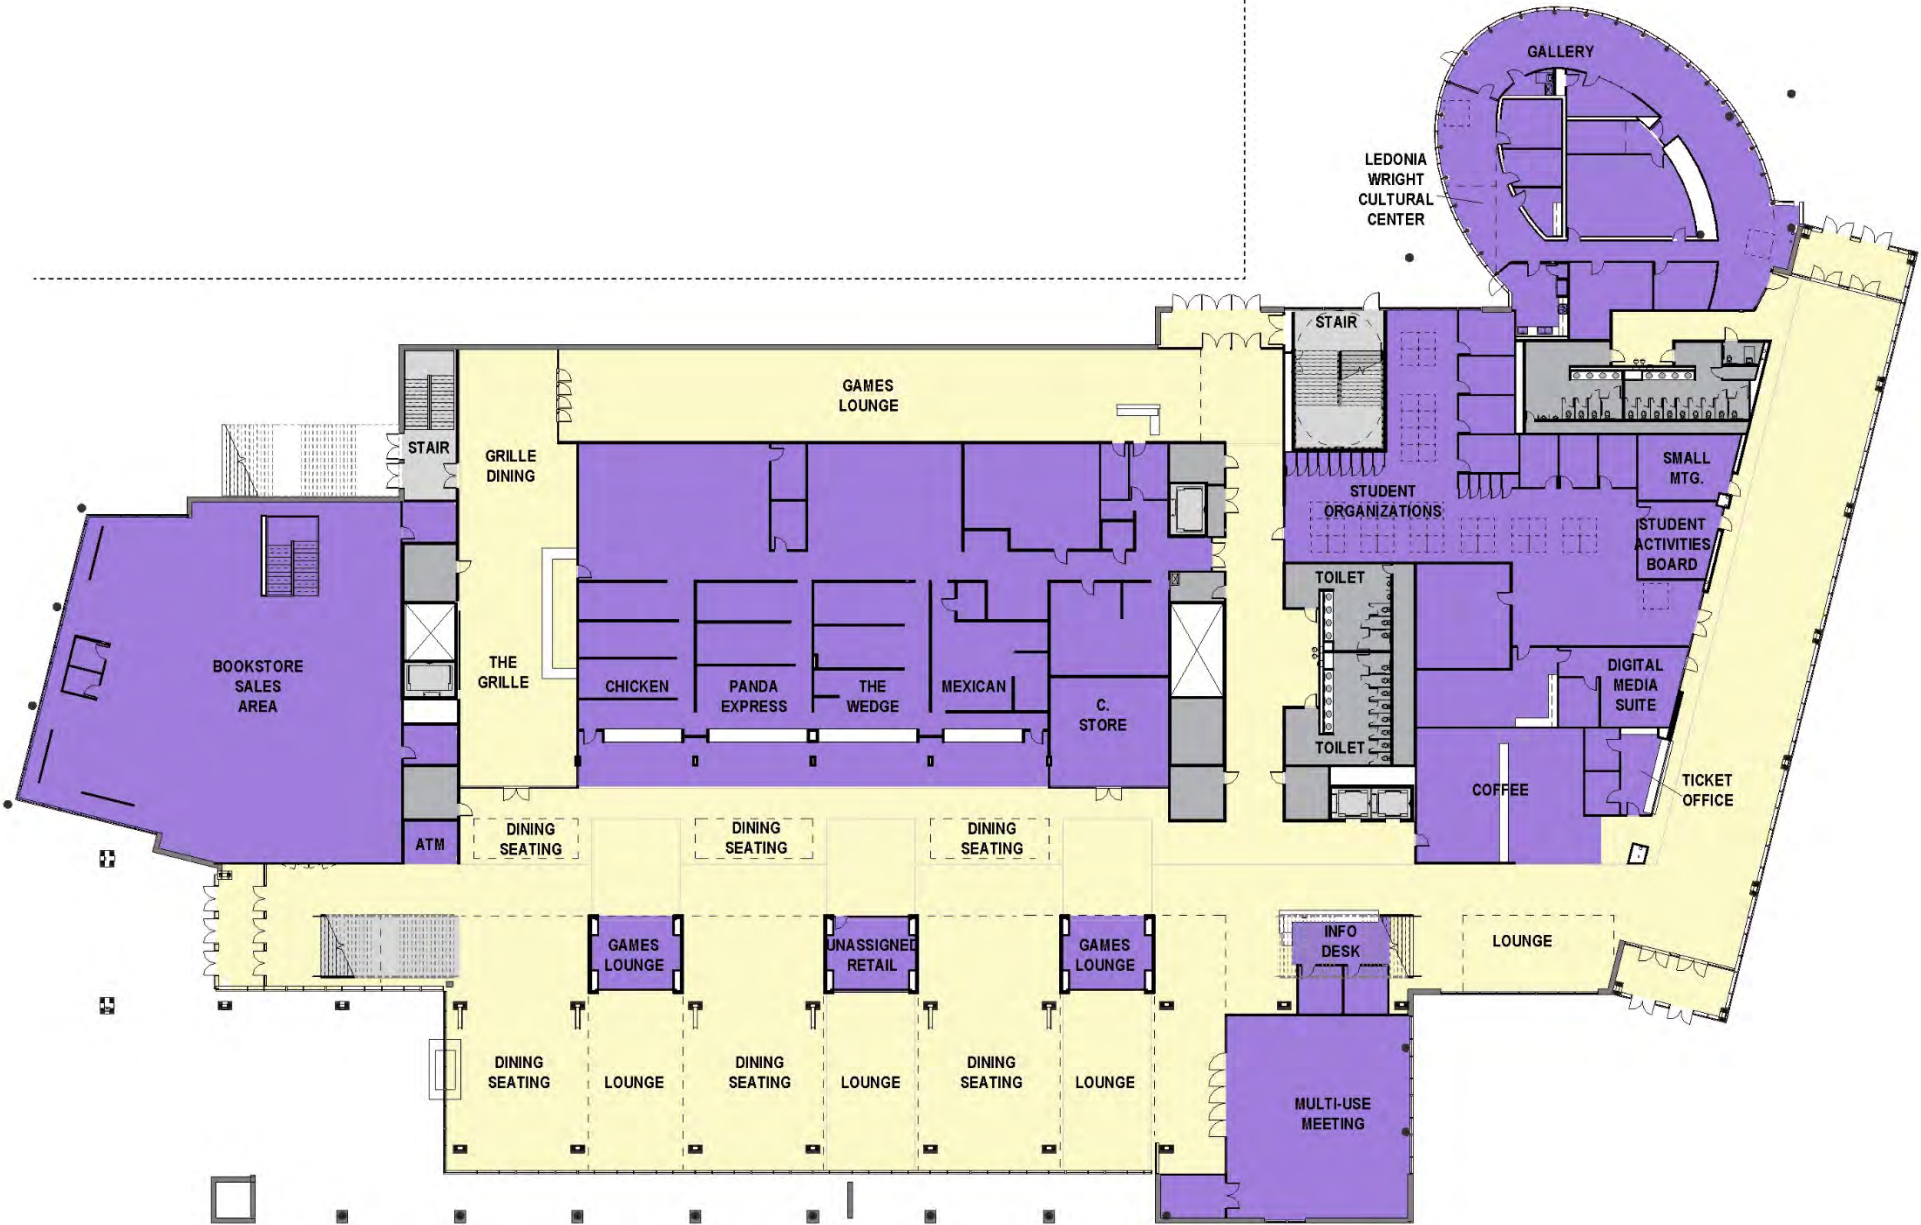 GALLERY
LEDONIA
WRIGHT
CULTURAL
CENTER
STAIR
GAMES
LOUNGE
STAIR
GRILLE
DINING
SMALL
MTG.
STUDENT
ORGANIZATIONS
STUDENT
ACTIVITIES
BOARD
TOILET
BOOKSTORE
SALES
AREA
THE
GRILLE
CHICKEN
PANDA
EXPRESS
THE
WEDGE
MEXICAN
C.
STORE
DIGITAL
MEDIA
SUITE
TOILET
COFFEE
TICKET
OFFICE
ATM
DINING
SEATING
DINING
SEATING
DINING
SEATING
GAMES
LOUNGE
UNASSIGNED
RETAIL
GAMES
LOUNGE
INFO
DESK
LOUNGE
DINING
SEATING
LOUNGE
DINING
SEATING
LOUNGE
DINING
SEATING
LOUNGE
MULTI-USE
MEETING